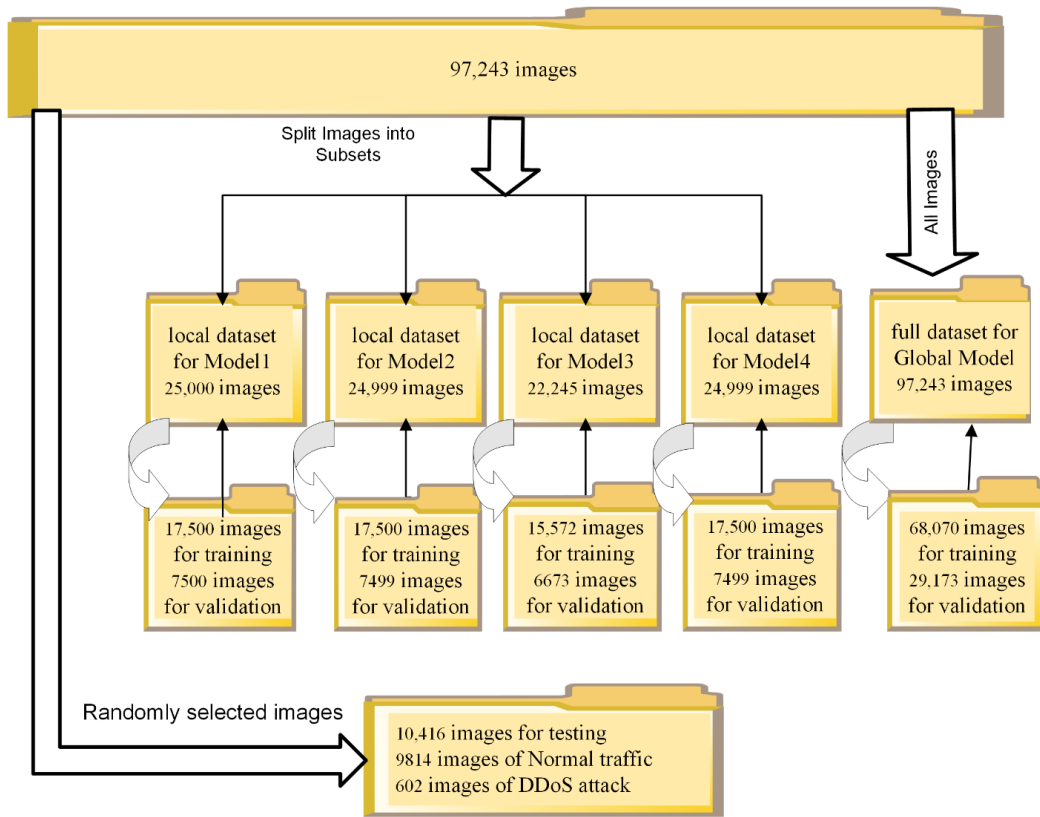 97,243 images
Split Images into
Subsets
All Images
local dataset
for Model1
25,000 images
local dataset
for Model2
24,999 images
local dataset
for Model3
22,245 images
local dataset
for Model4
24,999 images
full dataset for
Global Model
97,243 images
17,500 images
for training
7500 images
for validation
17,500 images
for training
7499 images
for validation
15,572 images
for training
6673 images
for validation
17,500 images
for training
7499 images
for validation
68,070 images
for training
29,173 images
for validation
Randomly selected images
10,416 images for testing
9814 images of Normal traffic
602 images of DDoS attack